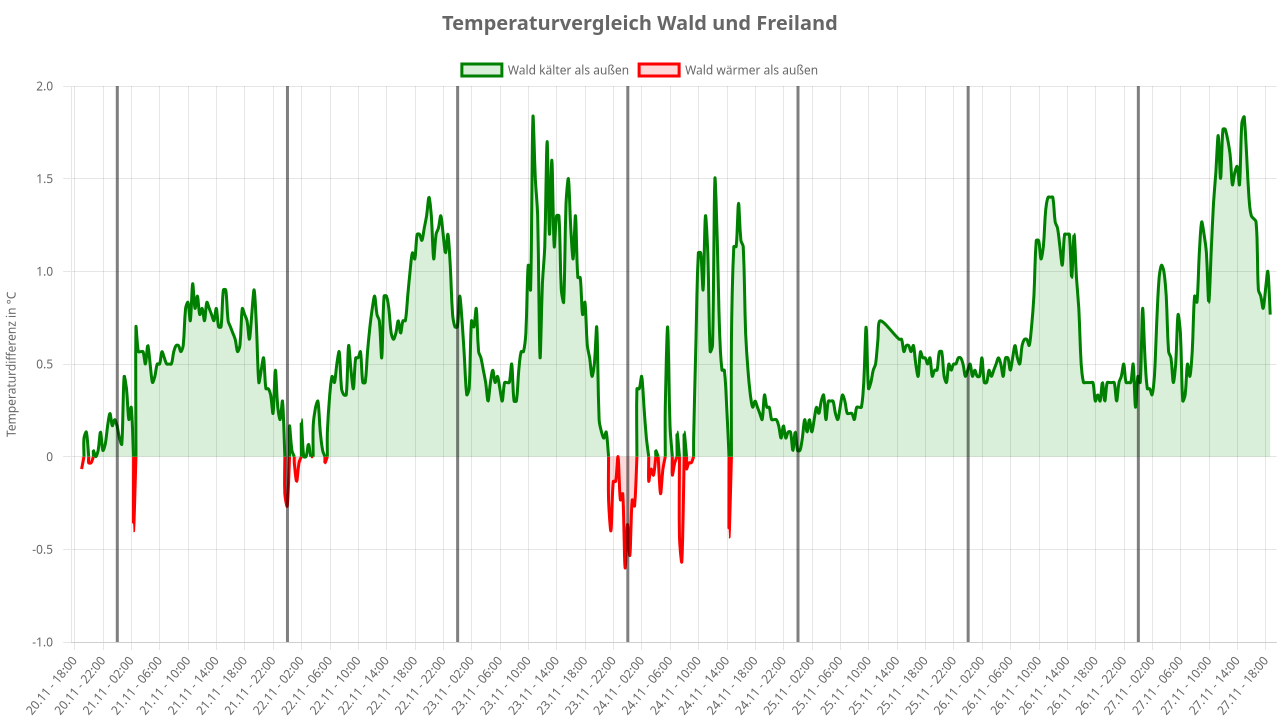 Temperaturvergleich Wald und Freiland
Wald kälter als außen
Wald wärmer als außen
Temperaturdifferenz in °C
2.0
1.5
1.0
0.5
0
-0.5
-1.0
20.11 - 18:00
20.11 - 22:00
21.11 - 02:00
21.11 - 06:00
21.11 - 10:00
21.11 - 14:00
21.11 - 18:00
21.11 - 22:00
22.11 - 02:00
22.11 - 06:00
22.11 - 10:00
22.11 - 14:00
22.11 - 18:00
22.11 - 22:00
23.11 - 02:00
23.11 - 06:00
23.11 - 10:00
23.11 - 14:00
23.11 - 18:00
23.11 - 22:00
24.11 - 02:00
24.11 - 06:00
24.11 - 10:00
24.11 - 14:00
24.11 - 18:00
24.11 - 22:00
25.11 - 02:00
25.11 - 06:00
25.11 - 10:00
25.11 - 14:00
25.11 - 18:00
25.11 - 22:00
26.11 - 02:00
26.11 - 06:00
26.11 - 10:00
26.11 - 14:00
26.11 - 18:00
26.11 - 22:00
27.11 - 02:00
27.11 - 06:00
27.11 - 10:00
27.11 - 14:00
27.11 - 18:00